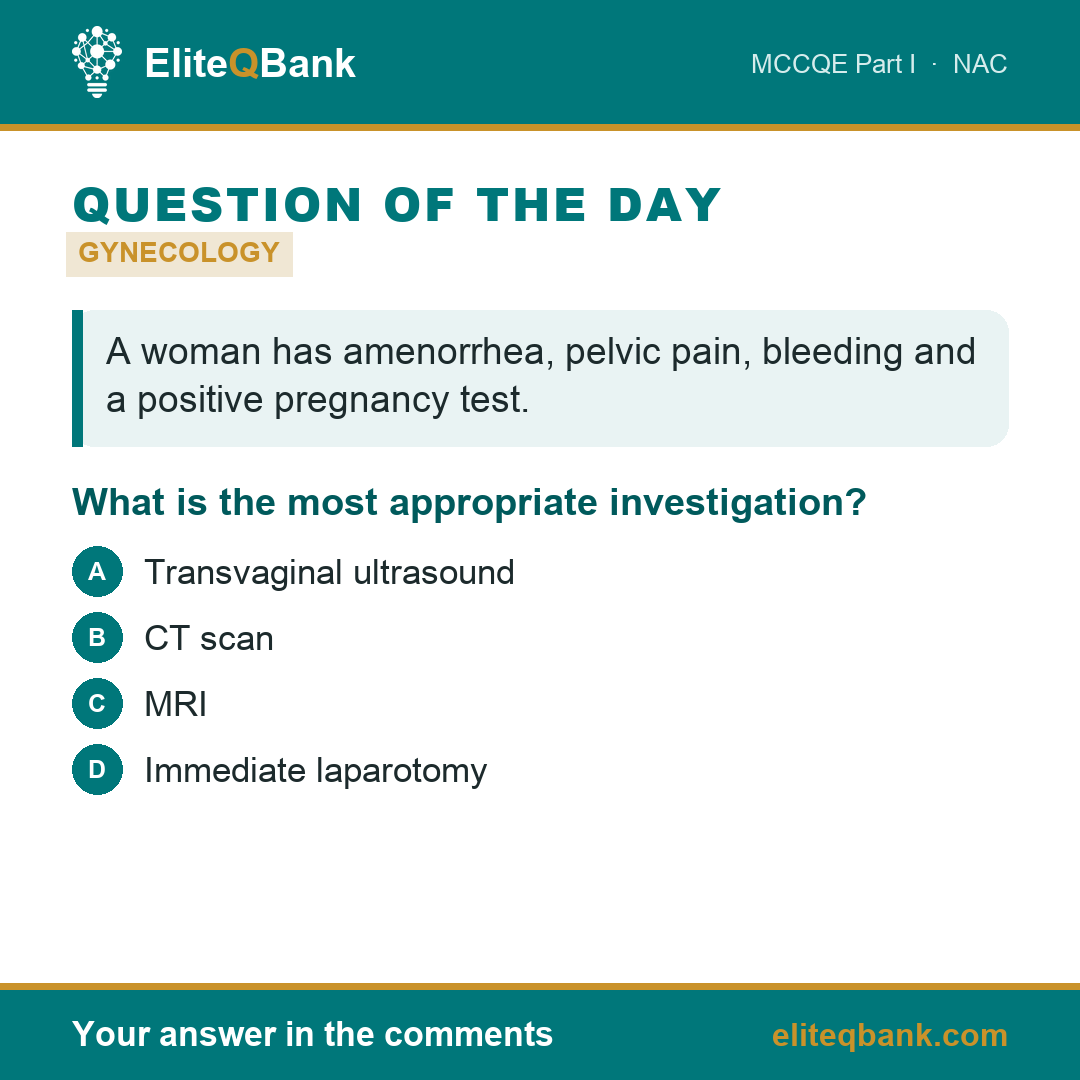 EliteQBank
MCCQE Part I · NAC
QUESTION OF THE DAY
GYNECOLOGY
A woman has amenorrhea, pelvic pain, bleeding and
a positive pregnancy test.
What is the most appropriate investigation?
A Transvaginal ultrasound
B CT scan
C MRI
D Immediate laparotomy
Your answer in the comments
eliteqbank.com